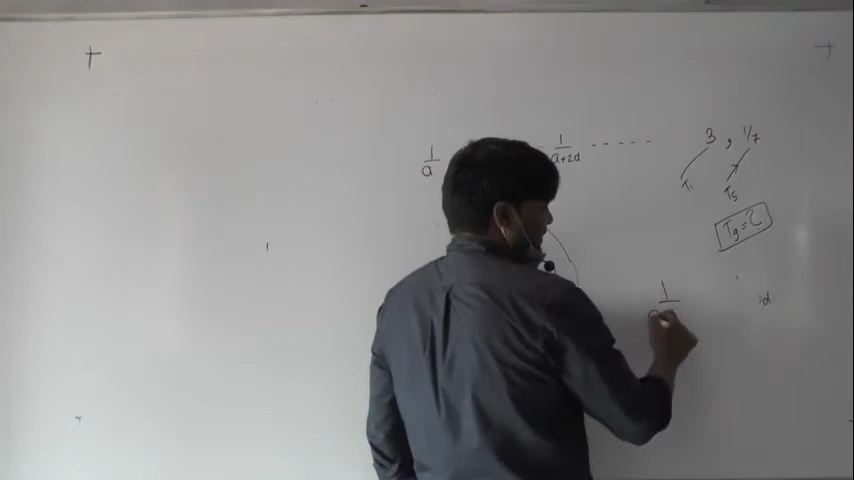 1/a 1/(a+2d) ----- 3, 1/7
T₁ T₅
T₉=?
1
d